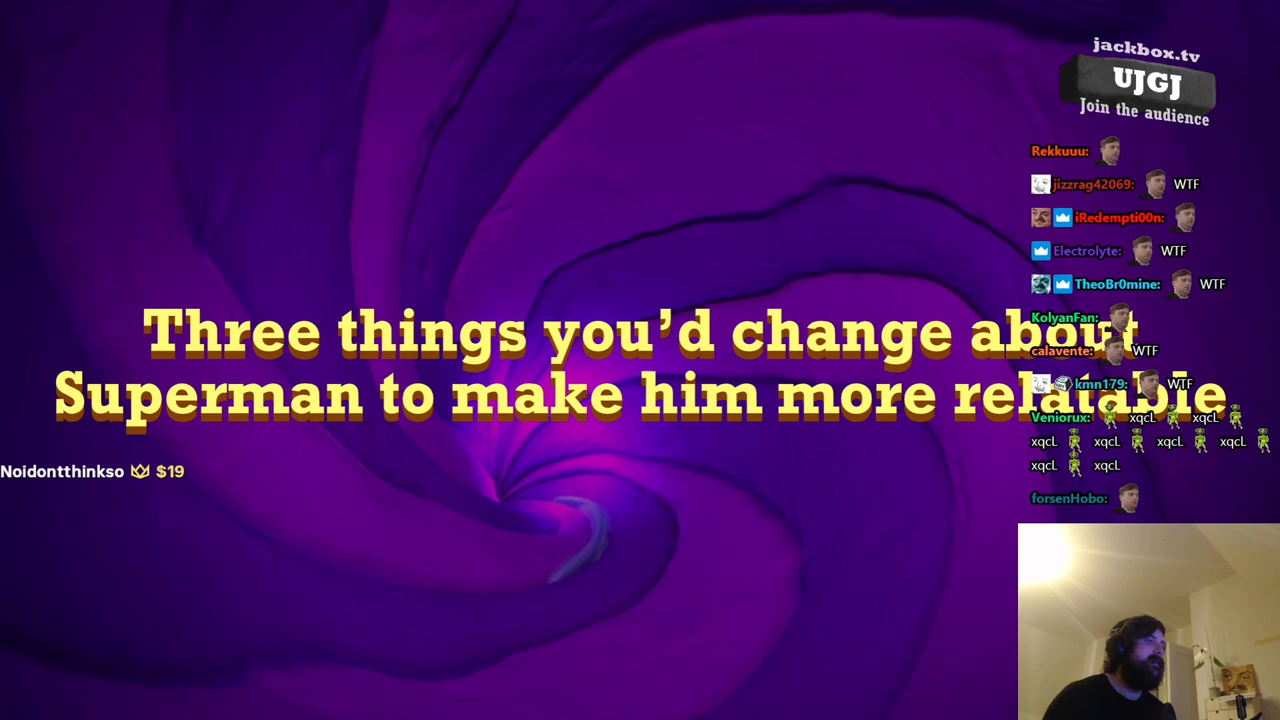 jackbox.tv
UJGJ
Join the audience
Rekkuuu:
jizzrag42069: WTF
iRedempti00n:
Electrolyte: WTF
TheoBr0mine: WTF
KolyanFan:
Three things you'd change about
calavente: WTF
kmn179: WTF
Superman to make him more relatable
Veniorux: xqcL xqcL
xqcL xqcL xqcL xqcL
xqcL xqcL
Noidontthinkso $19
forsenHobo: